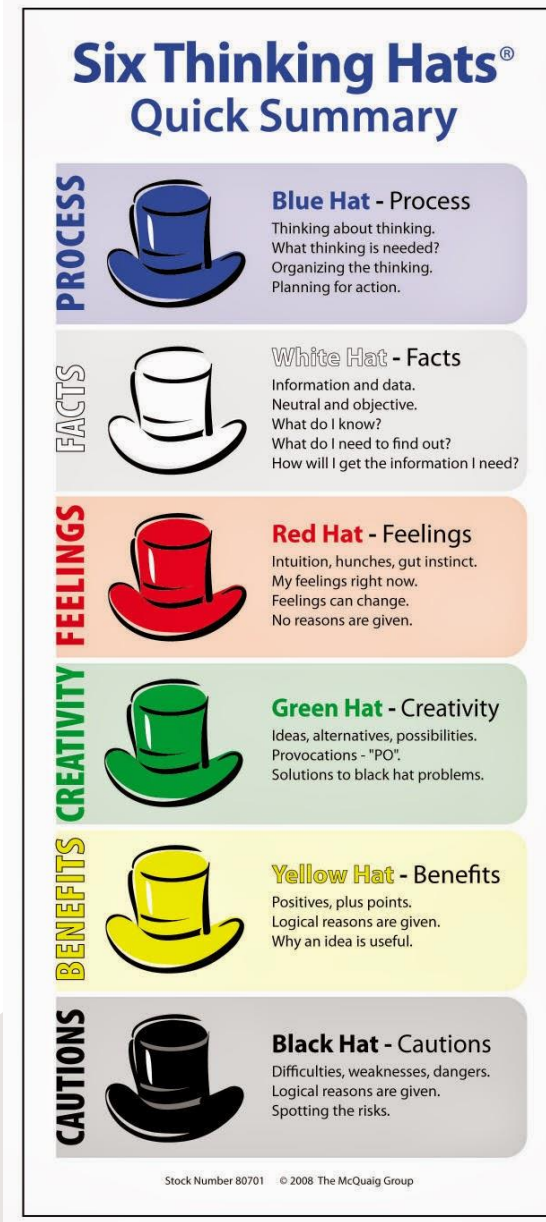 Six Thinking Hats®
Quick Summary
PROCESS
Blue Hat - Process
Thinking about thinking.
What thinking is needed?
Organizing the thinking.
Planning for action.
FACTS
White Hat - Facts
Information and data.
Neutral and objective.
What do I know?
What do I need to find out?
How will I get the information I need?
FEELINGS
Red Hat - Feelings
Intuition, hunches, gut instinct.
My feelings right now.
Feelings can change.
No reasons are given.
CREATIVITY
Green Hat - Creativity
Ideas, alternatives, possibilities.
Provocations - "PO".
Solutions to black hat problems.
BENEFITS
Yellow Hat - Benefits
Positives, plus points.
Logical reasons are given.
Why an idea is useful.
CAUTIONS
Black Hat - Cautions
Difficulties, weaknesses, dangers.
Logical reasons are given.
Spotting the risks.
Stock Number 80701 © 2008 The McQuaig Group